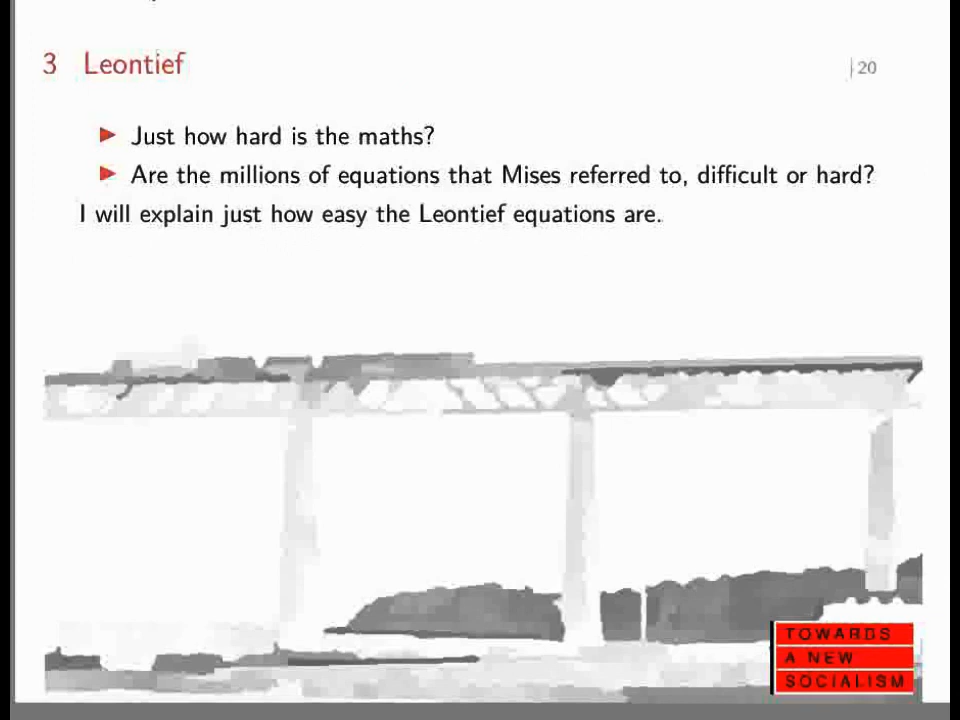 3 Leontief
20
Just how hard is the maths?
Are the millions of equations that Mises referred to, difficult or hard?
I will explain just how easy the Leontief equations are.
TOWARDS
A NEW
SOCIALISM